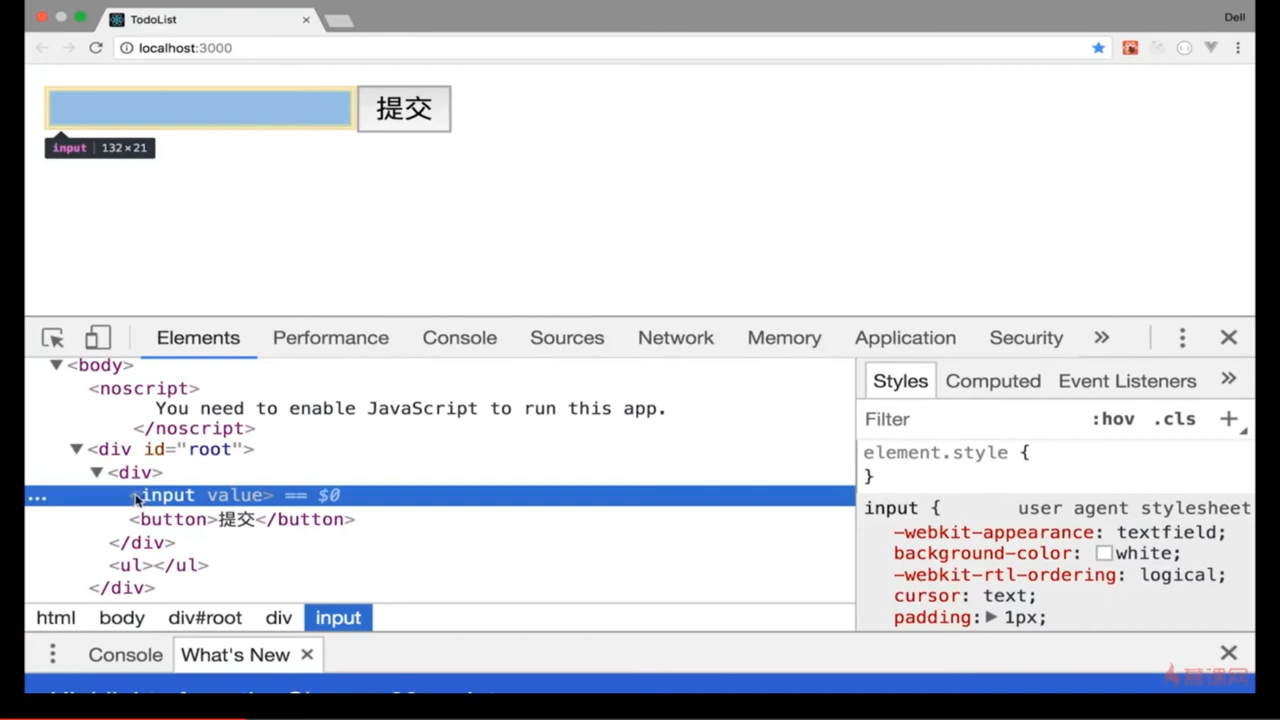 TodoList
Dell
localhost:3000
提交
input 132×21
Elements Performance Console Sources Network Memory Application Security
<body>
<noscript>
You need to enable JavaScript to run this app.
</noscript>
<div id="root">
<div>
<input value> == $0
<button>提交</button>
</div>
<ul></ul>
</div>
html body div#root div input
Styles Computed Event Listeners
Filter :hov .cls
element.style {
}
input { user agent stylesheet
-webkit-appearance: textfield;
background-color: white;
-webkit-rtl-ordering: logical;
cursor: text;
padding: 1px;
Console What's New
慕课网